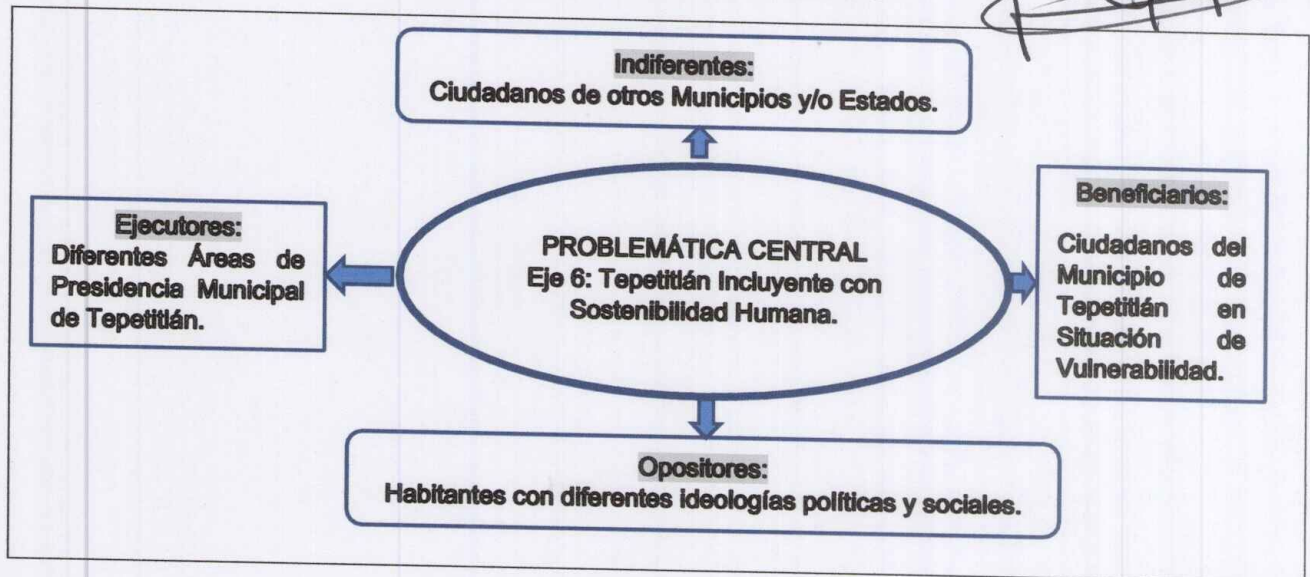 Indiferentes:
Ciudadanos de otros Municipios y/o Estados.
Ejecutores:
Diferentes Áreas de
Presidencia Municipal
de Tepetitlán.
PROBLEMÁTICA CENTRAL
Eje 6: Tepetitlán Incluyente con
Sostenibilidad Humana.
Beneficiarios:
Ciudadanos del
Municipio de
Tepetitlán en
Situación de
Vulnerabilidad.
Opositores:
Habitantes con diferentes ideologías políticas y sociales.